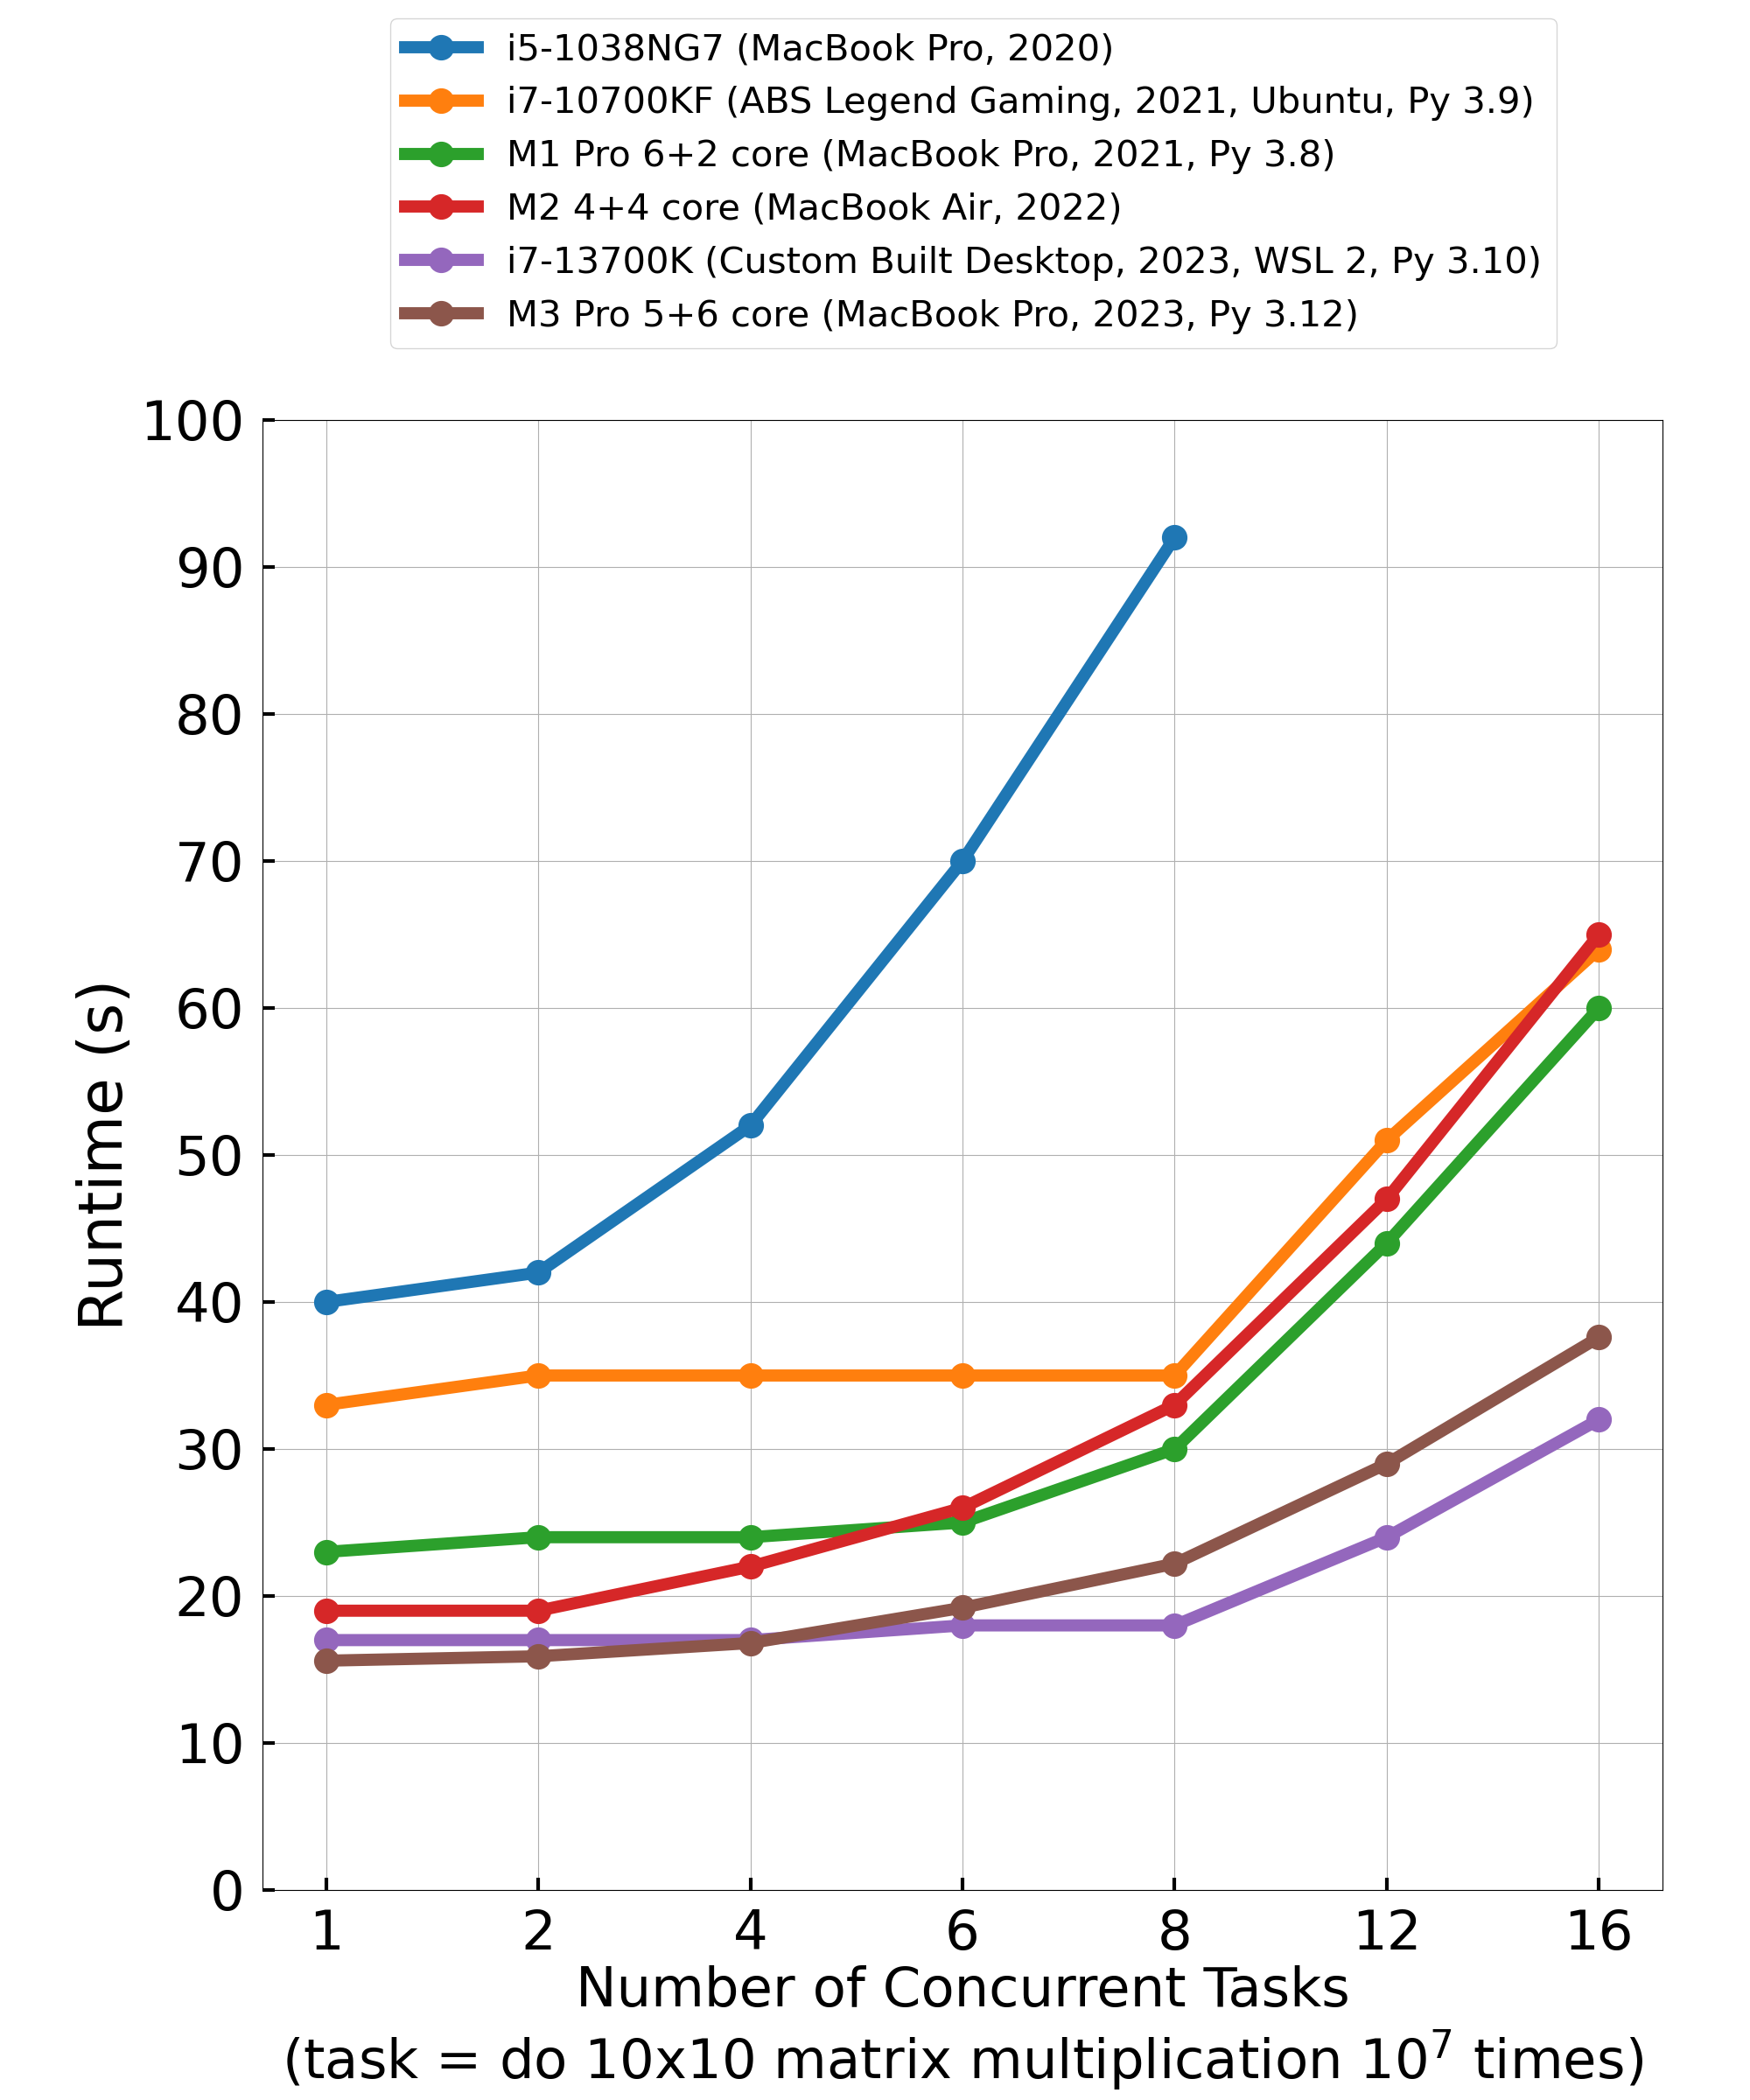 i5-1038NG7 (MacBook Pro, 2020)
i7-10700KF (ABS Legend Gaming, 2021, Ubuntu, Py 3.9)
M1 Pro 6+2 core (MacBook Pro, 2021, Py 3.8)
M2 4+4 core (MacBook Air, 2022)
i7-13700K (Custom Built Desktop, 2023, WSL 2, Py 3.10)
M3 Pro 5+6 core (MacBook Pro, 2023, Py 3.12)
100
90
80
70
60
50
40
30
20
10
0
Runtime (s)
1 2 4 6 8 12 16
Number of Concurrent Tasks
(task = do 10x10 matrix multiplication 10⁷ times)